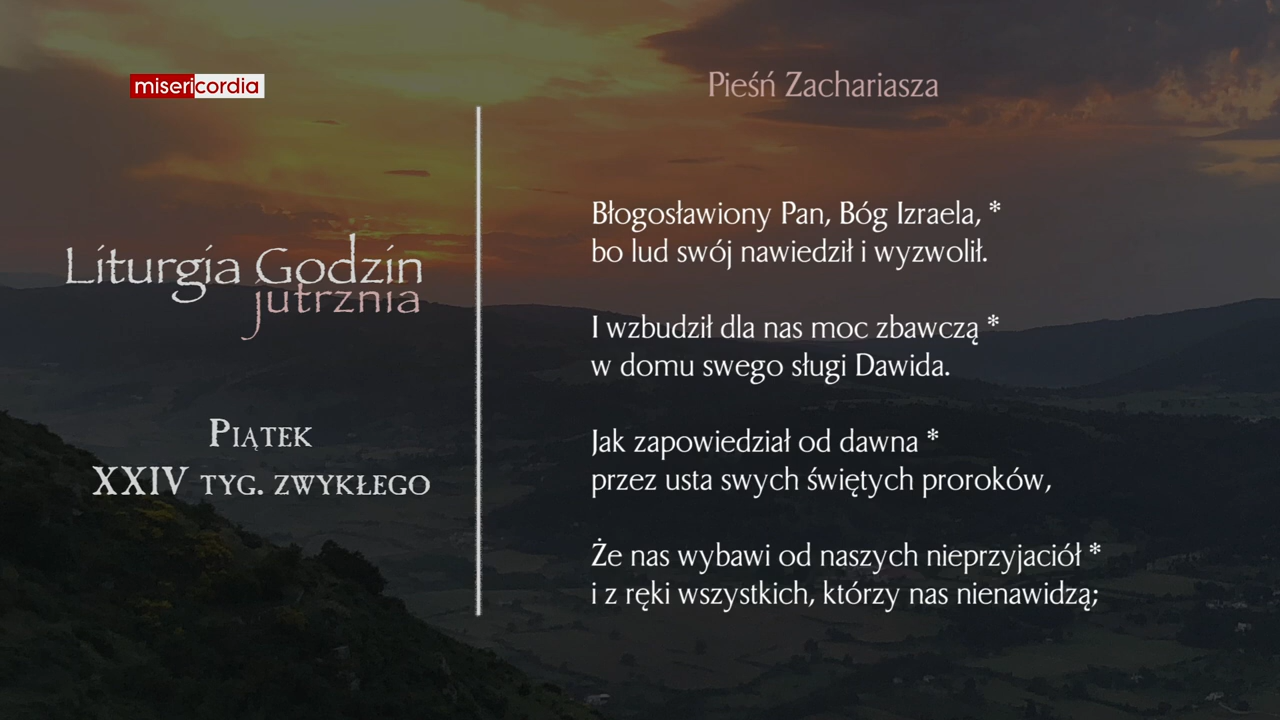 misericordia
Liturgia Godzin
jutrznia
Piątek
XXIV tyg. zwykłego
Pieśń Zachariasza
Błogosławiony Pan, Bóg Izraela, *
bo lud swój nawiedził i wyzwolił.
I wzbudził dla nas moc zbawczą *
w domu swego sługi Dawida.
Jak zapowiedział od dawna *
przez usta swych świętych proroków,
Że nas wybawi od naszych nieprzyjaciół *
i z ręki wszystkich, którzy nas nienawidzą;